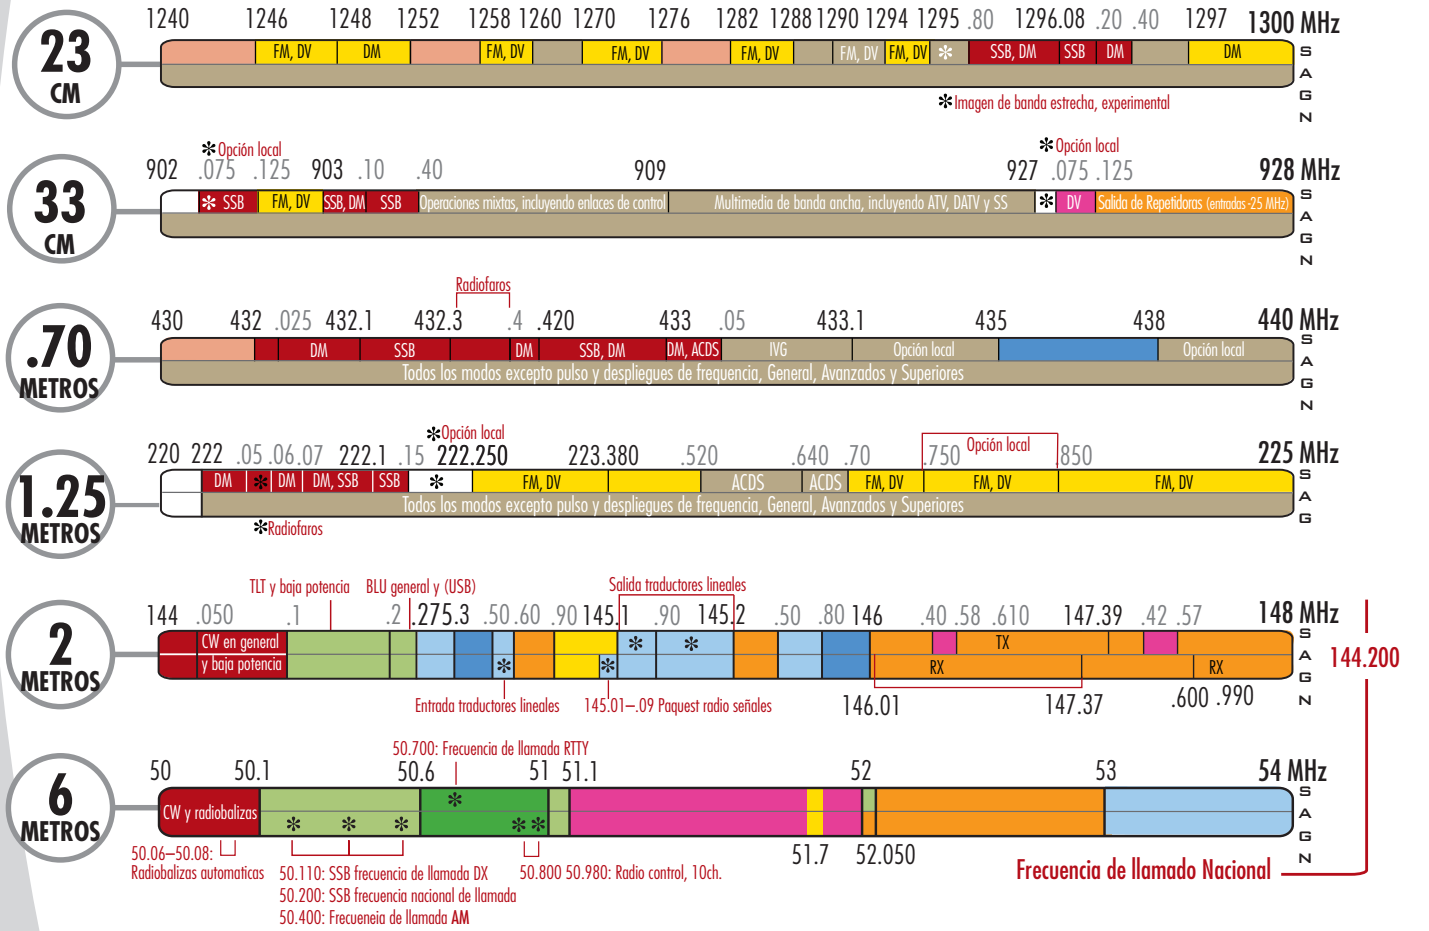 1240 1246 1248 1252 1258 1260 1270 1276 1282 1288 1290 1294 1295 .80 1296.08 .20 .40 1297 1300 MHz
23
CM
FM, DV DM FM, DV FM, DV FM, DV FM, DV FM, DV * SSB, DM SSB DM DM
S
A
G
N
*Imagen de banda estrecha, experimental
*Opción local *Opción local
902 .075 .125 903 .10 .40 909 927 .075 .125 928 MHz
33
CM
* SSB FM, DV SSB, DM SSB Operaciones mixtas, incluyendo enlaces de control Multimedia de banda ancha, incluyendo ATV, DATV y SS * DV Salida de Repetidoras (entradas -25 MHz)
S
A
G
N
Radiofaros
430 432 .025 432.1 432.3 .4 .420 433 .05 433.1 435 438 440 MHz
.70
METROS
DM SSB DM SSB, DM DM, ACDS IVG Opción local Opción local
Todos los modos excepto pulso y despliegues de frequencia, General, Avanzados y Superiores
S
A
G
N
*Opción local Opción local
220 222 .05 .06 .07 222.1 .15 222.250 223.380 .520 .640 .70 .750 .850 225 MHz
1.25
METROS
DM * DM DM, SSB SSB * FM, DV ACDS ACDS FM, DV FM, DV FM, DV
Todos los modos excepto pulso y despliegues de frequencia, General, Avanzados y Superiores
S
A
G
*Radiofaros
TLT y baja potencia BLU general y (USB) Salida traductores lineales
144 .050 .1 .2 .275 .3 .50 .60 .90 145.1 .90 145.2 .50 .80 146 .40 .58 .610 147.39 .42 .57 148 MHz
2
METROS
CW en general * * TX
y baja potencia * * RX RX
S
A
G
N
144.200
Entrada traductores lineales 145.01–.09 Paquest radio señales 146.01 147.37 .600 .990
50.700: Frecuencia de llamada RTTY
50 50.1 50.6 51 51.1 52 53 54 MHz
6
METROS
CW y radiobalizas * * * * * *
S
A
G
N
51.7 52.050
50.06–50.08:
Radiobalizas automaticas
50.110: SSB frecuencia de llamada DX
50.200: SSB frecuencia nacional de llamada
50.400: Frecueneia de llamada AM
50.800 50.980: Radio control, 10ch.
Frecuencia de llamado Nacional